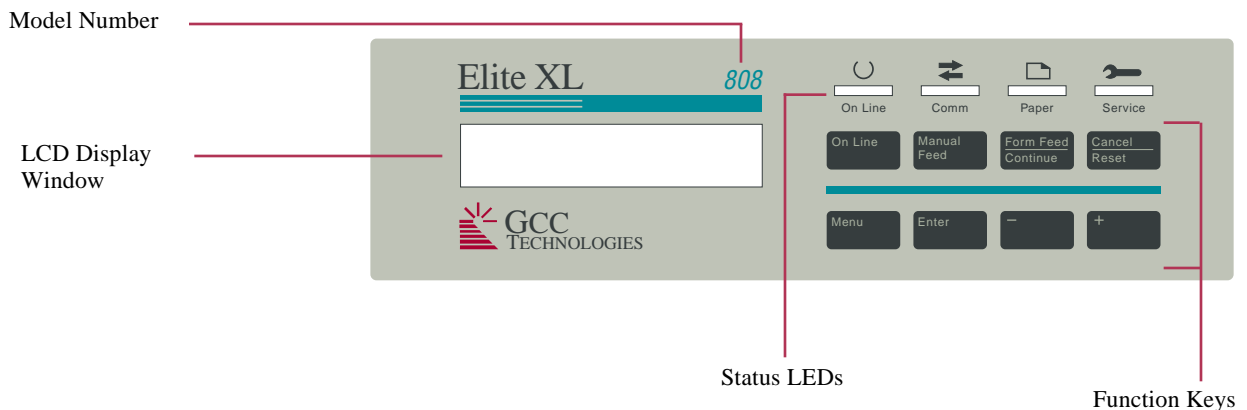 Model Number
Elite XL
808
On Line
Comm
Paper
Service
LCD Display
Window
On Line
Manual
Feed
Form Feed
Continue
Cancel
Reset
GCC
TECHNOLOGIES
Menu
Enter
−
+
Status LEDs
Function Keys